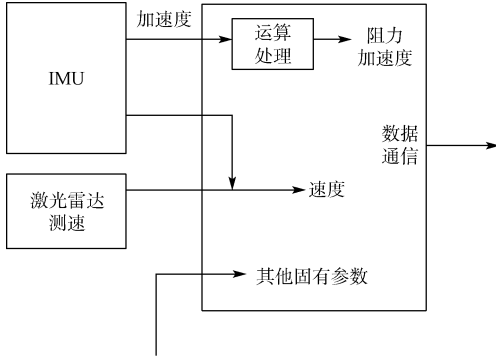 加速度
IMU
运算
处理
阻力
加速度
数据
通信
激光雷达
测速
速度
其他固有参数